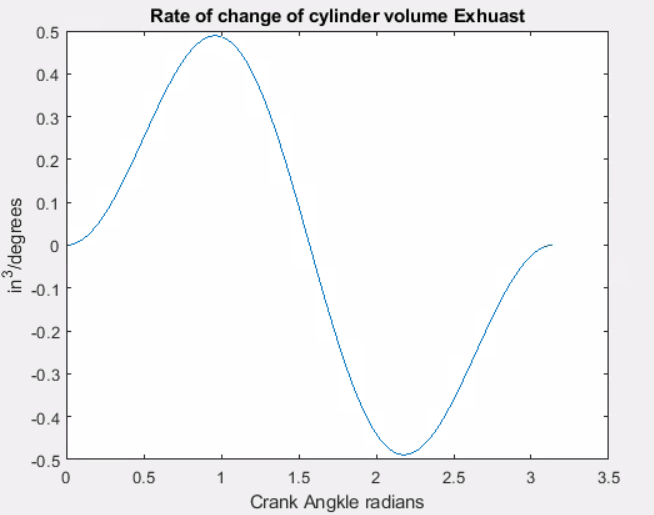 Rate of change of cylinder volume Exhuast
0.5
0.4
0.3
0.2
0.1
0
-0.1
-0.2
-0.3
-0.4
-0.5
in^3/degrees
0 0.5 1 1.5 2 2.5 3 3.5
Crank Angkle radians